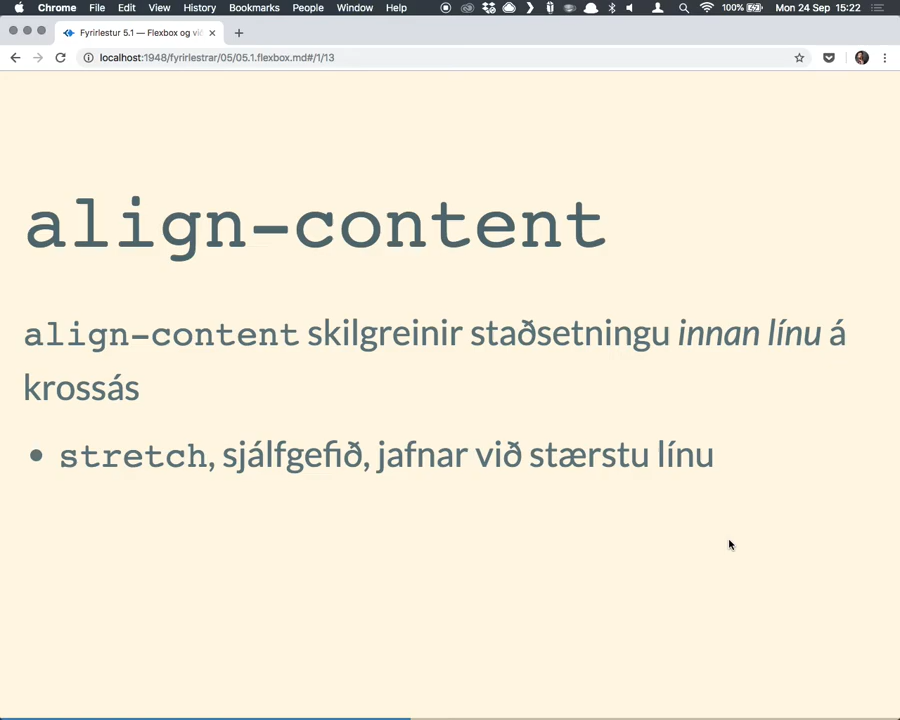 Chrome File Edit View History Bookmarks People Window Help 100% Mon 24 Sep 15:22
Fyrirlestur 5.1 — Flexbox og vi
localhost:1948/fyrirlestrar/05/05.1.flexbox.md#/1/13
align-content
align-content skilgreinir staðsetningu innan línu á
krossás
• stretch, sjálfgefið, jafnar við stærstu línu